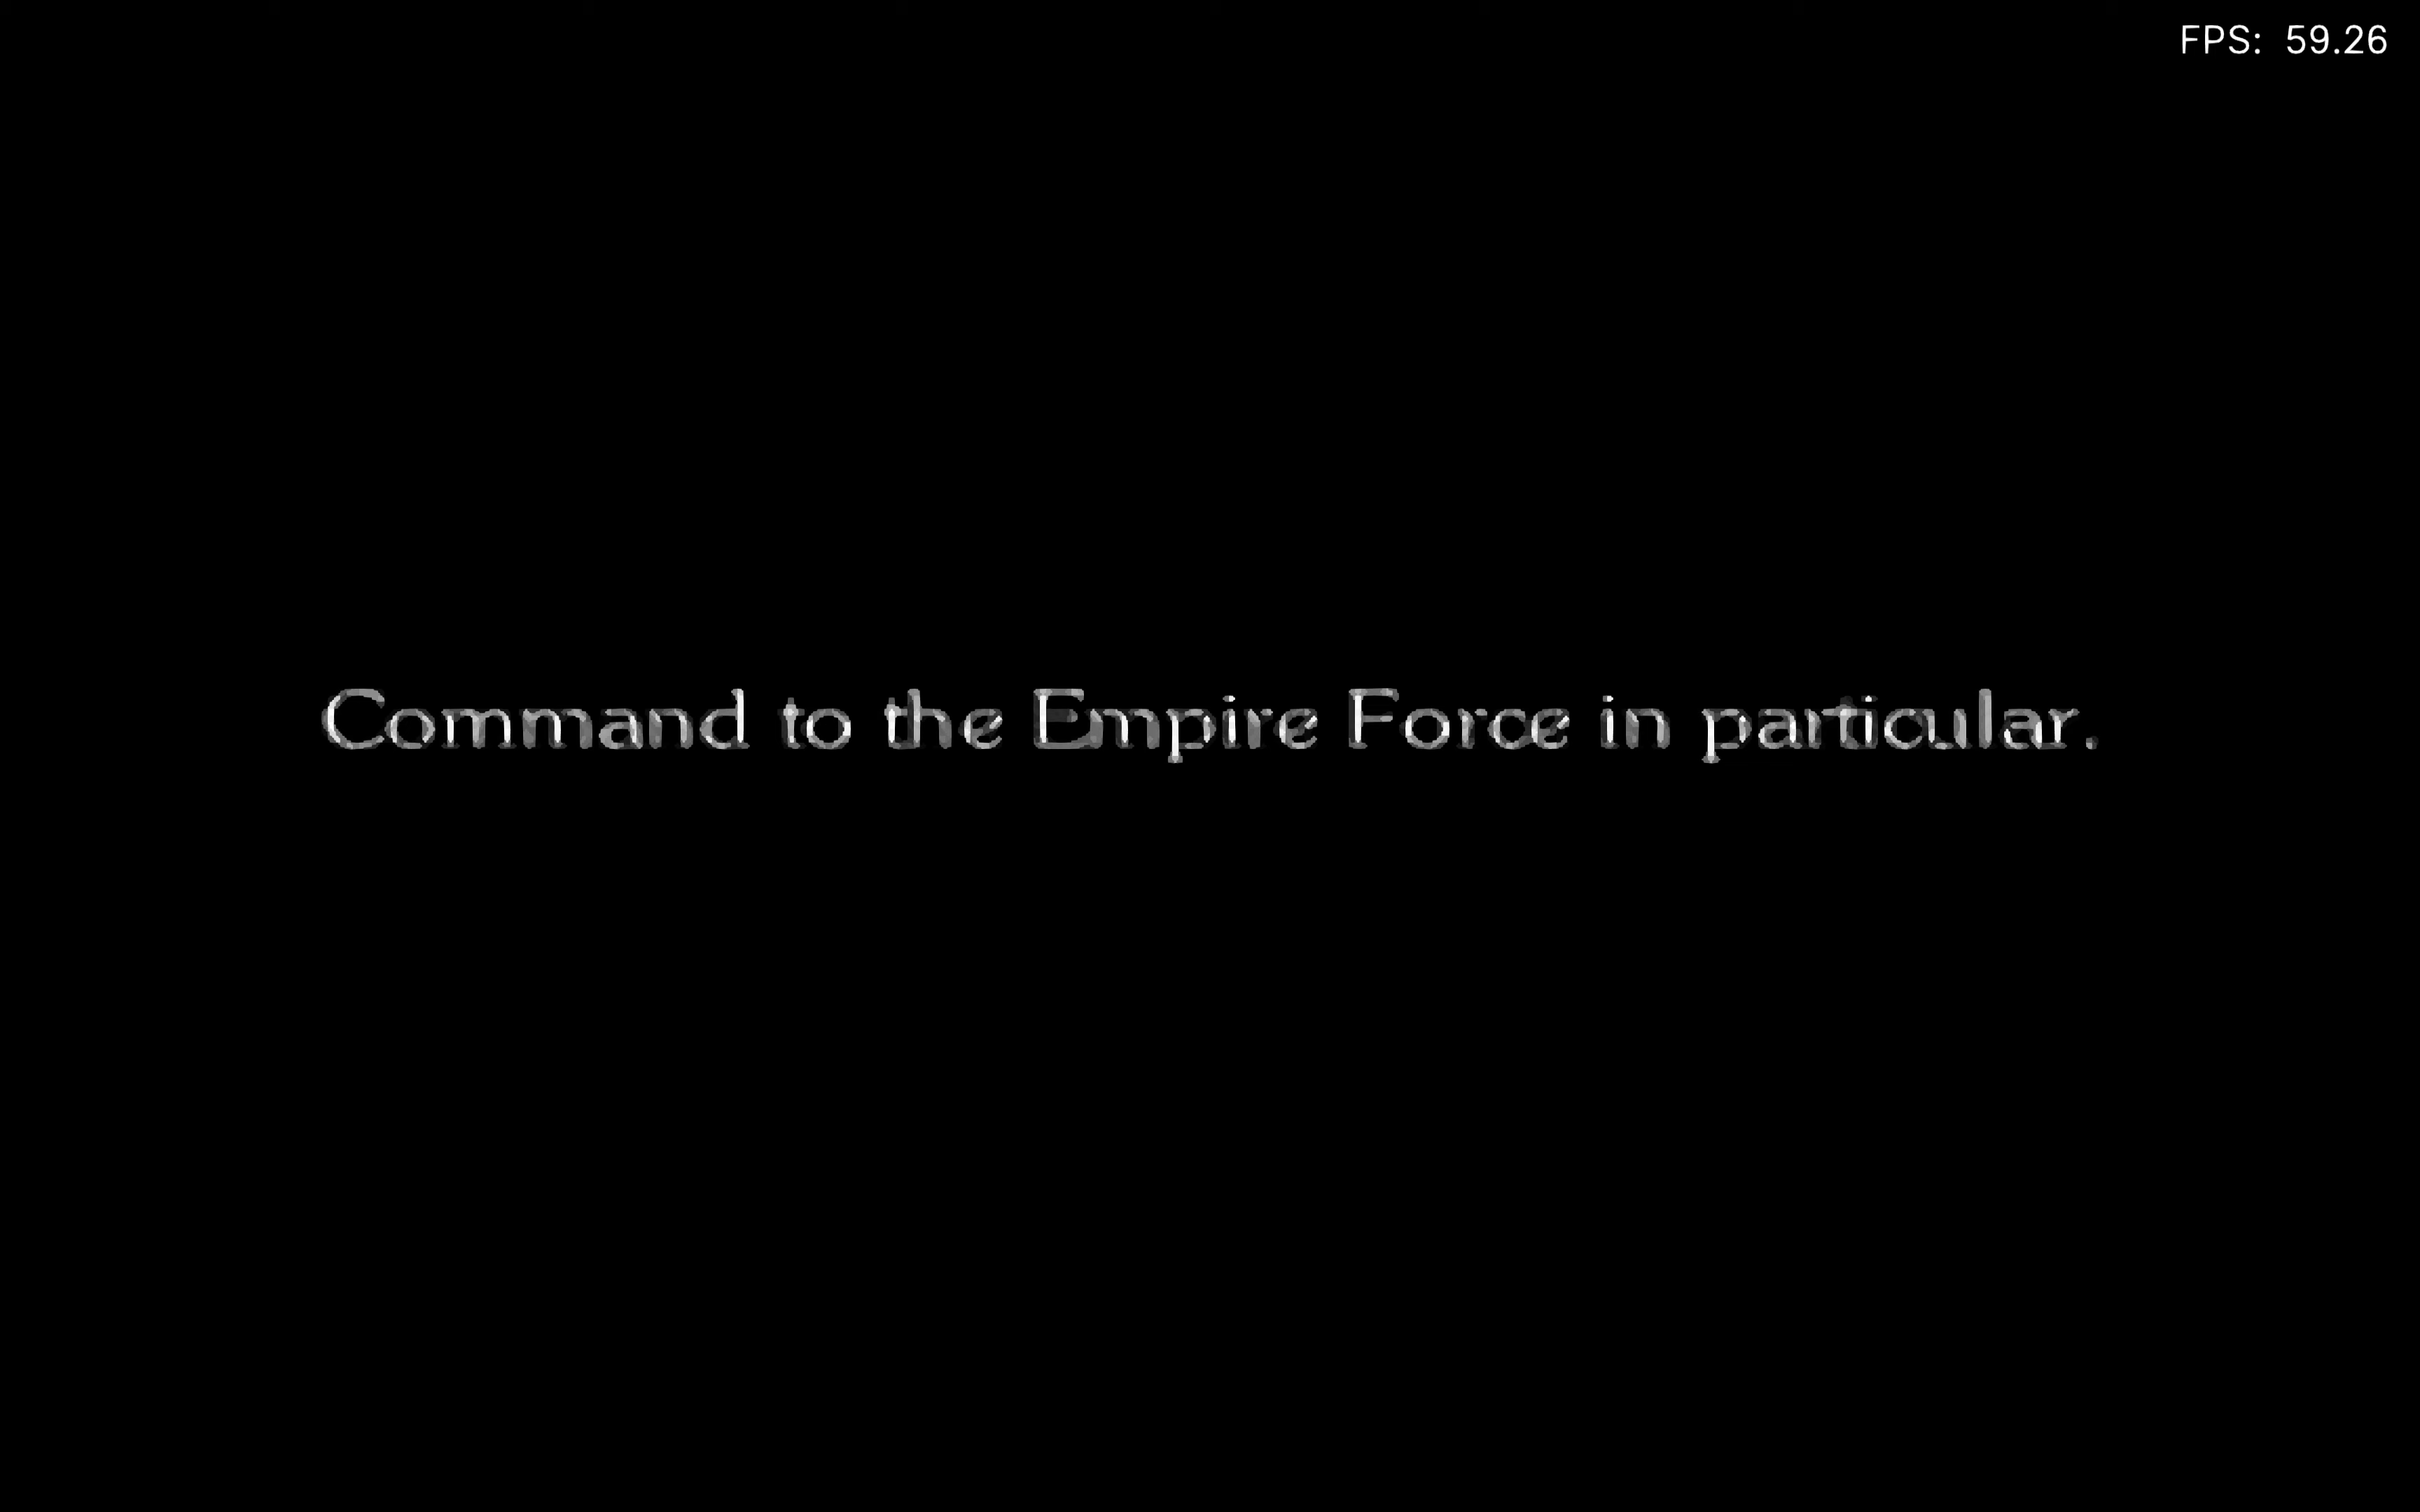 FPS: 59.26
Command to the Empire Force in particular.